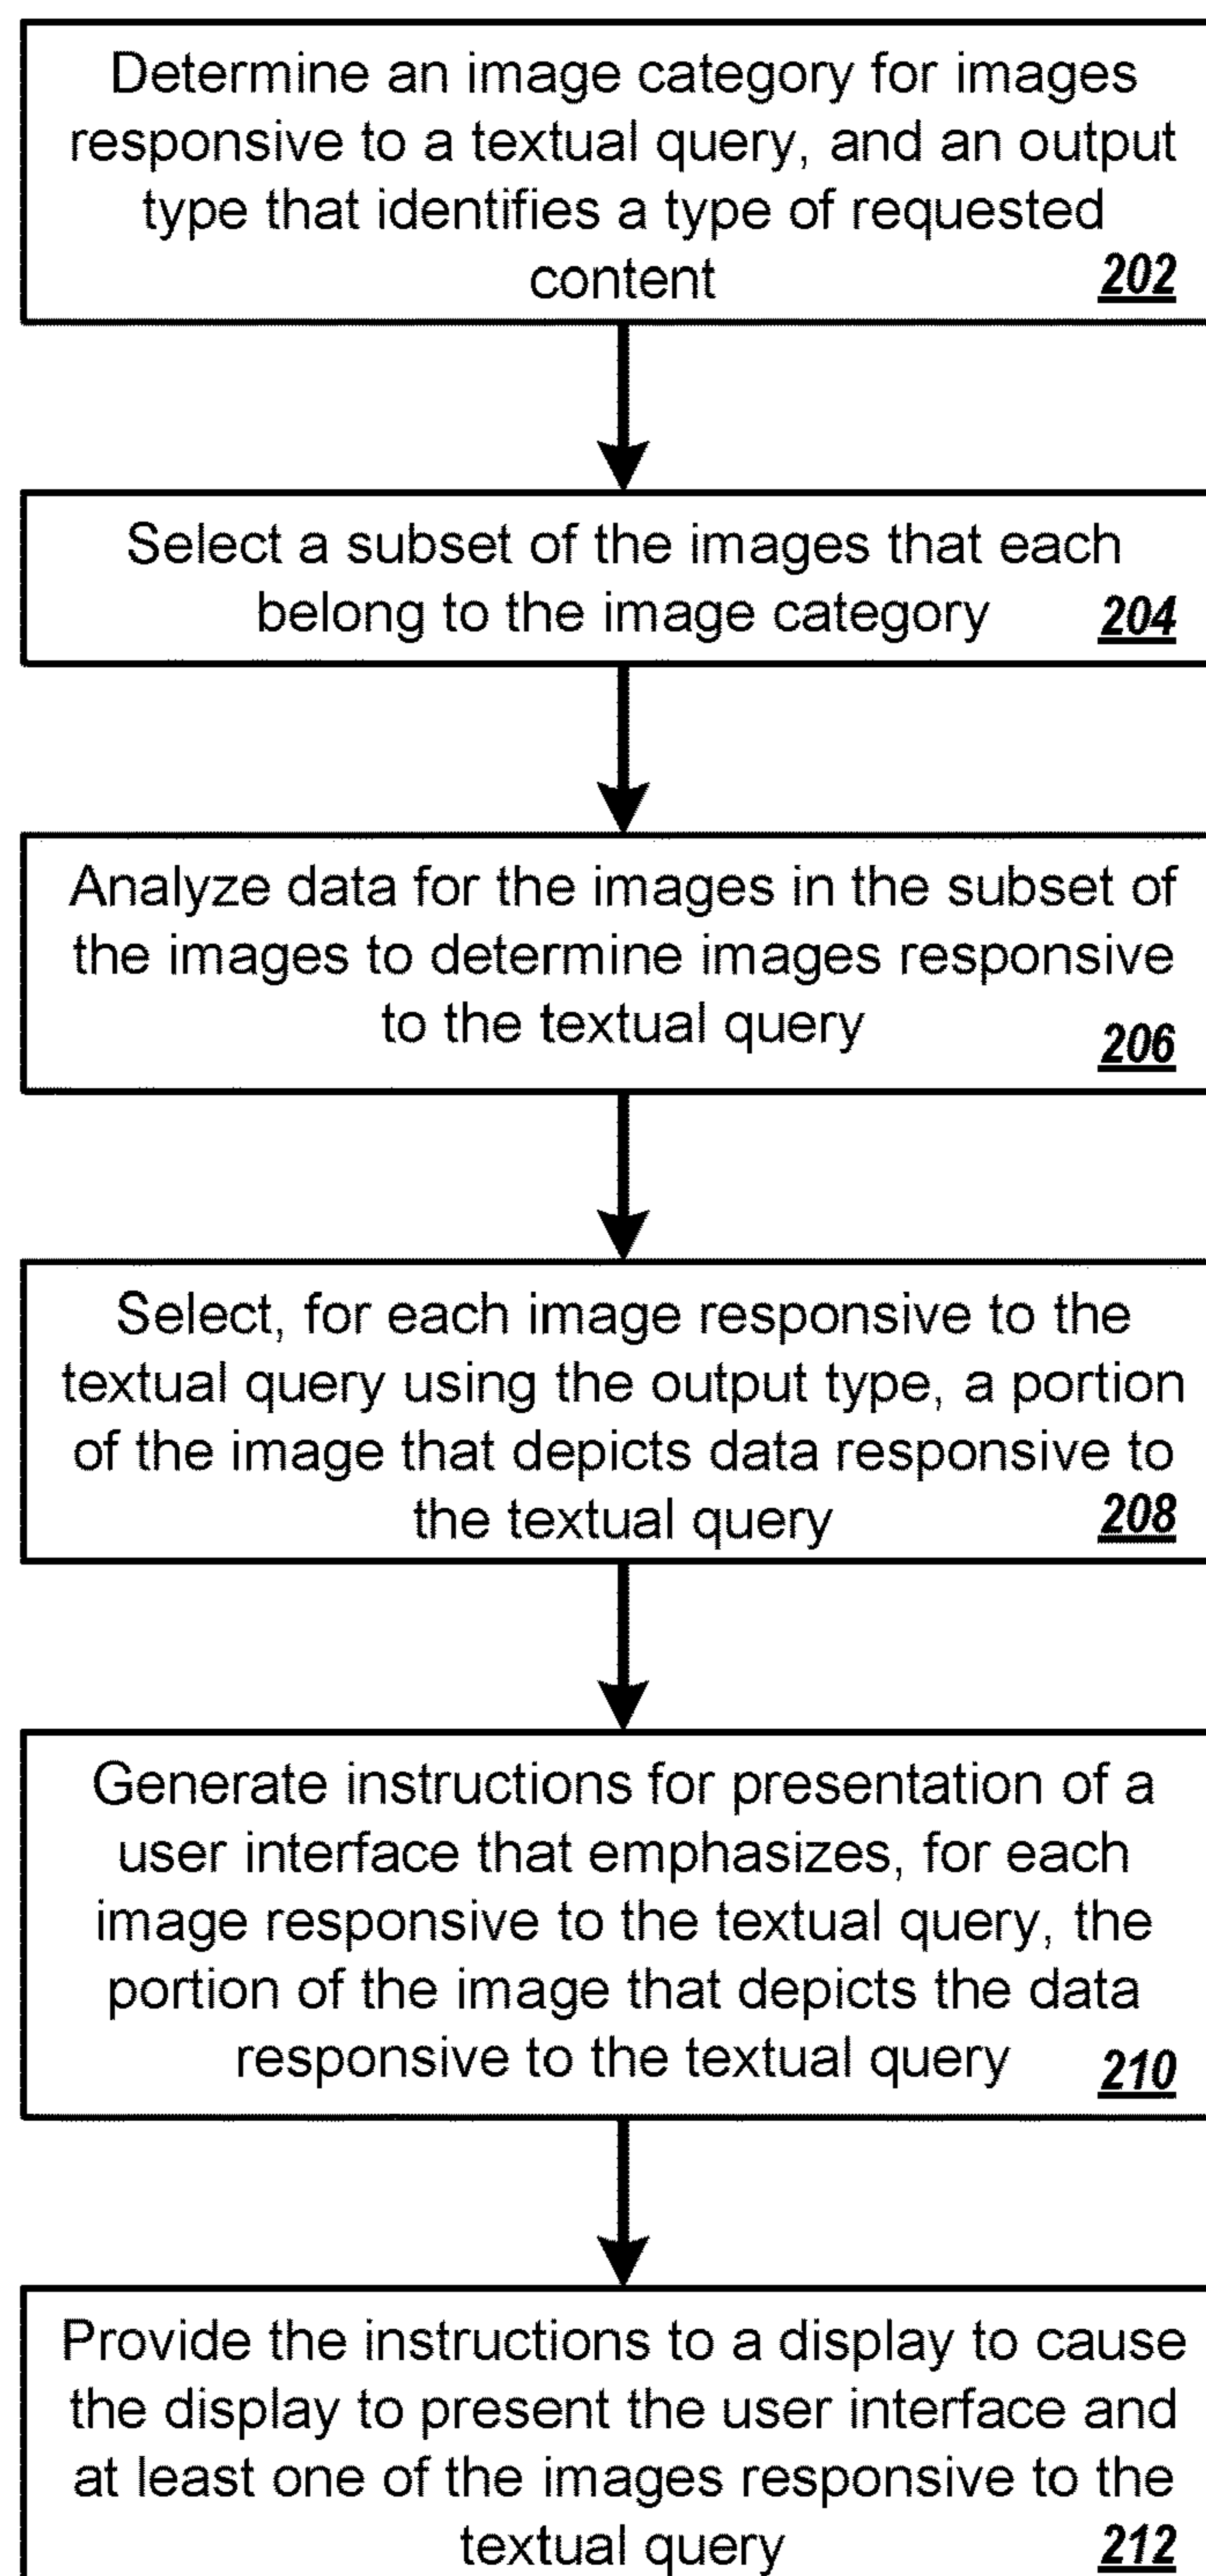 Determine an image category for images
responsive to a textual query, and an output
type that identifies a type of requested
content 202
Select a subset of the images that each
belong to the image category 204
Analyze data for the images in the subset of
the images to determine images responsive
to the textual query 206
Select, for each image responsive to the
textual query using the output type, a portion
of the image that depicts data responsive to
the textual query 208
Generate instructions for presentation of a
user interface that emphasizes, for each
image responsive to the textual query, the
portion of the image that depicts the data
responsive to the textual query 210
Provide the instructions to a display to cause
the display to present the user interface and
at least one of the images responsive to the
textual query 212